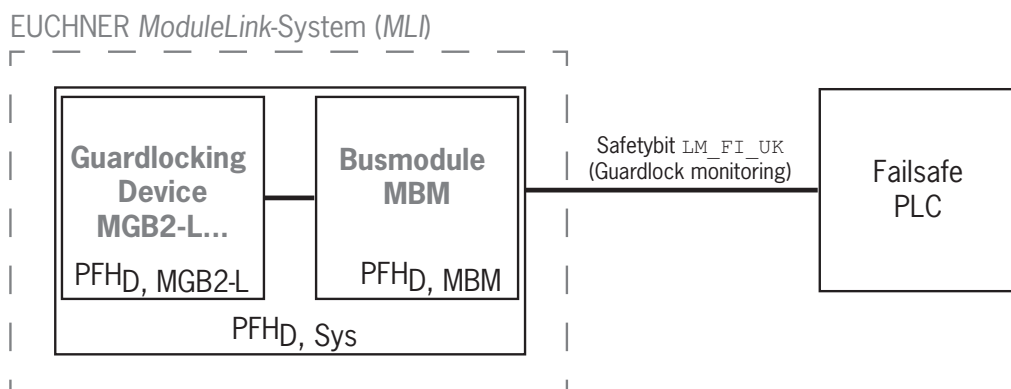 EUCHNER ModuleLink-System (MLI)
Guardlocking
Device
MGB2-L...
PFHD, MGB2-L
Busmodule
MBM
PFHD, MBM
PFHD, Sys
Safetybit LM_FI_UK
(Guardlock monitoring)
Failsafe
PLC